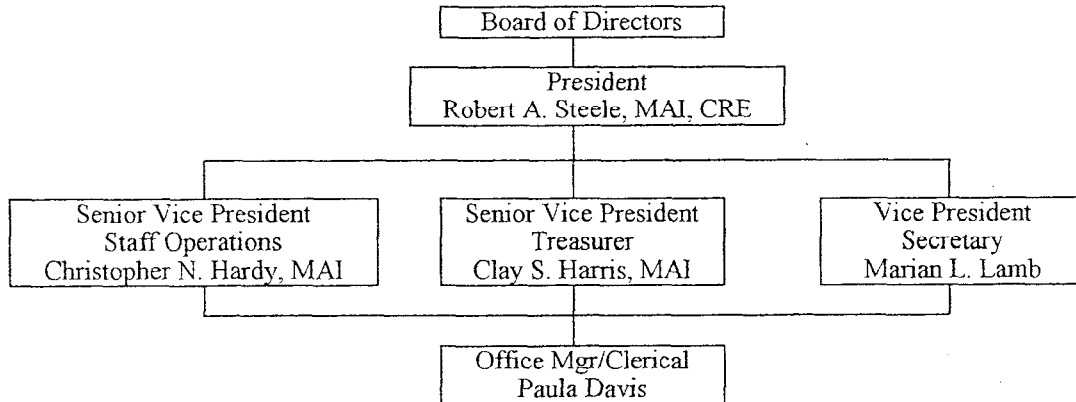 Board of Directors
President
Robert A. Steele, MAI, CRE
Senior Vice President
Staff Operations
Christopher N. Hardy, MAI
Senior Vice President
Treasurer
Clay S. Harris, MAI
Vice President
Secretary
Marian L. Lamb
Office Mgr/Clerical
Paula Davis